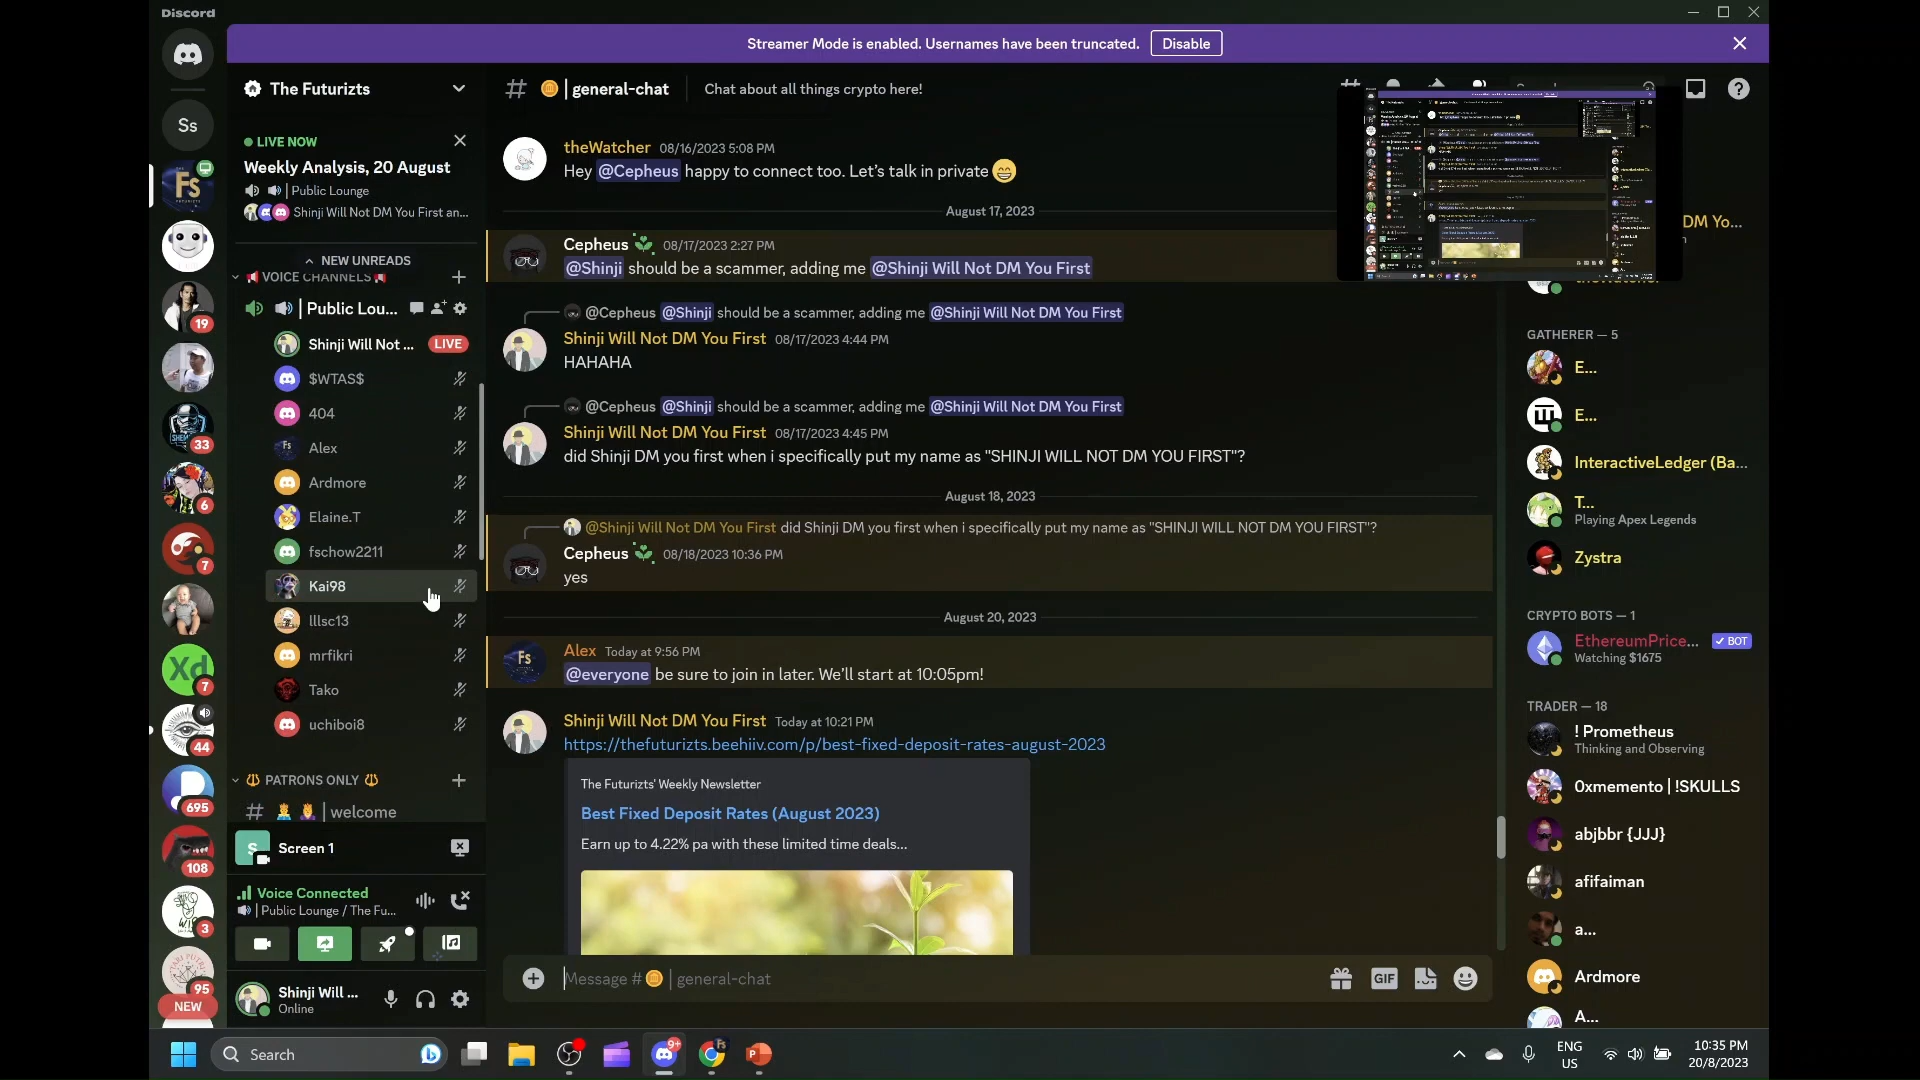 Discord
Streamer Mode is enabled. Usernames have been truncated.
Disable
Ss
Fs
19
33
6
7
Xd
7
44
695
108
3
95
NEW
The Futurizts
LIVE NOW
Weekly Analysis, 20 August
| Public Lounge
Shinji Will Not DM You First an...
NEW UNREADS
VOICE CHANNELS
| Public Lou...
Shinji Will Not ...
LIVE
$WTAS$
404
Alex
Ardmore
Elaine.T
fschow2211
Kai98
lllsc13
mrfikri
Tako
uchiboi8
PATRONS ONLY
| welcome
S
Screen 1
Voice Connected
| Public Lounge / The Fu...
Shinji Will ...
Online
| general-chat
Chat about all things crypto here!
theWatcher 08/16/2023 5:08 PM
Hey @Cepheus happy to connect too. Let's talk in private
August 17, 2023
Cepheus 08/17/2023 2:27 PM
@Shinji should be a scammer, adding me @Shinji Will Not DM You First
@Cepheus @Shinji should be a scammer, adding me @Shinji Will Not DM You First
Shinji Will Not DM You First 08/17/2023 4:44 PM
HAHAHA
@Cepheus @Shinji should be a scammer, adding me @Shinji Will Not DM You First
Shinji Will Not DM You First 08/17/2023 4:45 PM
did Shinji DM you first when i specifically put my name as "SHINJI WILL NOT DM YOU FIRST"?
August 18, 2023
@Shinji Will Not DM You First did Shinji DM you first when i specifically put my name as "SHINJI WILL NOT DM YOU FIRST"?
Cepheus 08/18/2023 10:36 PM
yes
August 20, 2023
Alex Today at 9:56 PM
@everyone be sure to join in later. We'll start at 10:05pm!
Shinji Will Not DM You First Today at 10:21 PM
https://thefuturizts.beehiiv.com/p/best-fixed-deposit-rates-august-2023
The Futurizts' Weekly Newsletter
Best Fixed Deposit Rates (August 2023)
Earn up to 4.22% pa with these limited time deals...
Message # | general-chat
GIF
DM Yo...
GATHERER — 5
E...
E...
InteractiveLedger (Ba...
T...
Playing Apex Legends
Zystra
CRYPTO BOTS — 1
EthereumPrice...
BOT
Watching $1675
TRADER — 18
! Prometheus
Thinking and Observing
0xmemento | !SKULLS
abjbbr {JJJ}
afifaiman
a...
Ardmore
A...
Search
9+
ENG
US
10:35 PM
20/8/2023